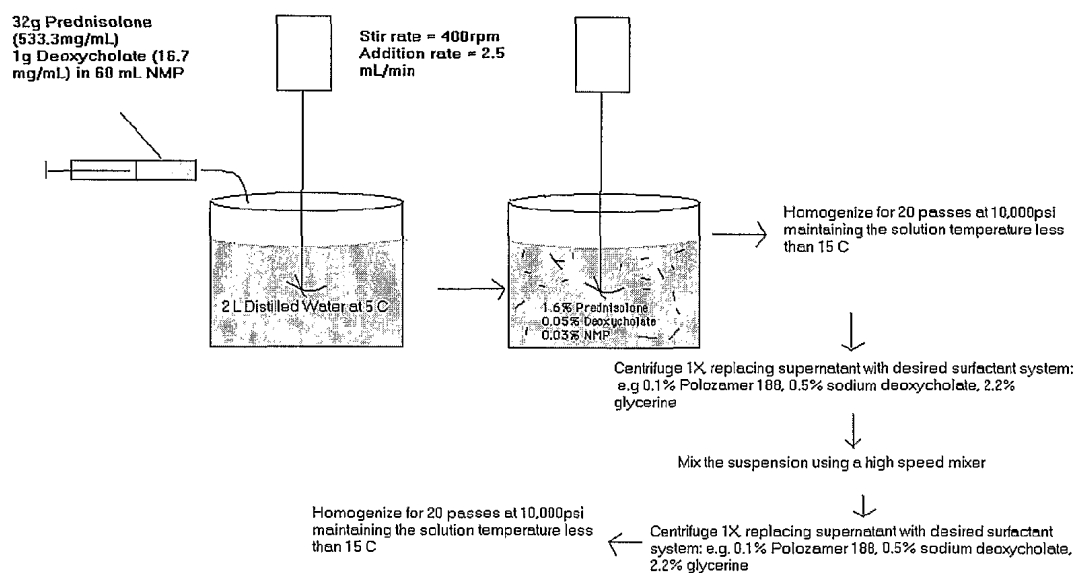 32g Prednisolone
(533.3mg/mL)
1g Deoxycholate (16.7
mg/mL) in 60 mL NMP
Stir rate = 400rpm
Addition rate = 2.5
mL/min
2 L Distilled Water at 5 C
1.6% Prednisolone
0.05% Deoxycholate
0.03% NMP
Homogenize for 20 passes at 10,000psi
maintaining the solution temperature less
than 15 C
Centrifuge 1X, replacing supernatant with desired surfactant system:
e.g 0.1% Polozamer 188, 0.5% sodium deoxycholate, 2.2%
glycerine
Mix the suspension using a high speed mixer
Centrifuge 1X, replacing supernatant with desired surfactant
system: e.g. 0.1% Polozamer 188, 0.5% sodium deoxycholate,
2.2% glycerine
Homogenize for 20 passes at 10,000psi
maintaining the solution temperature less
than 15 C